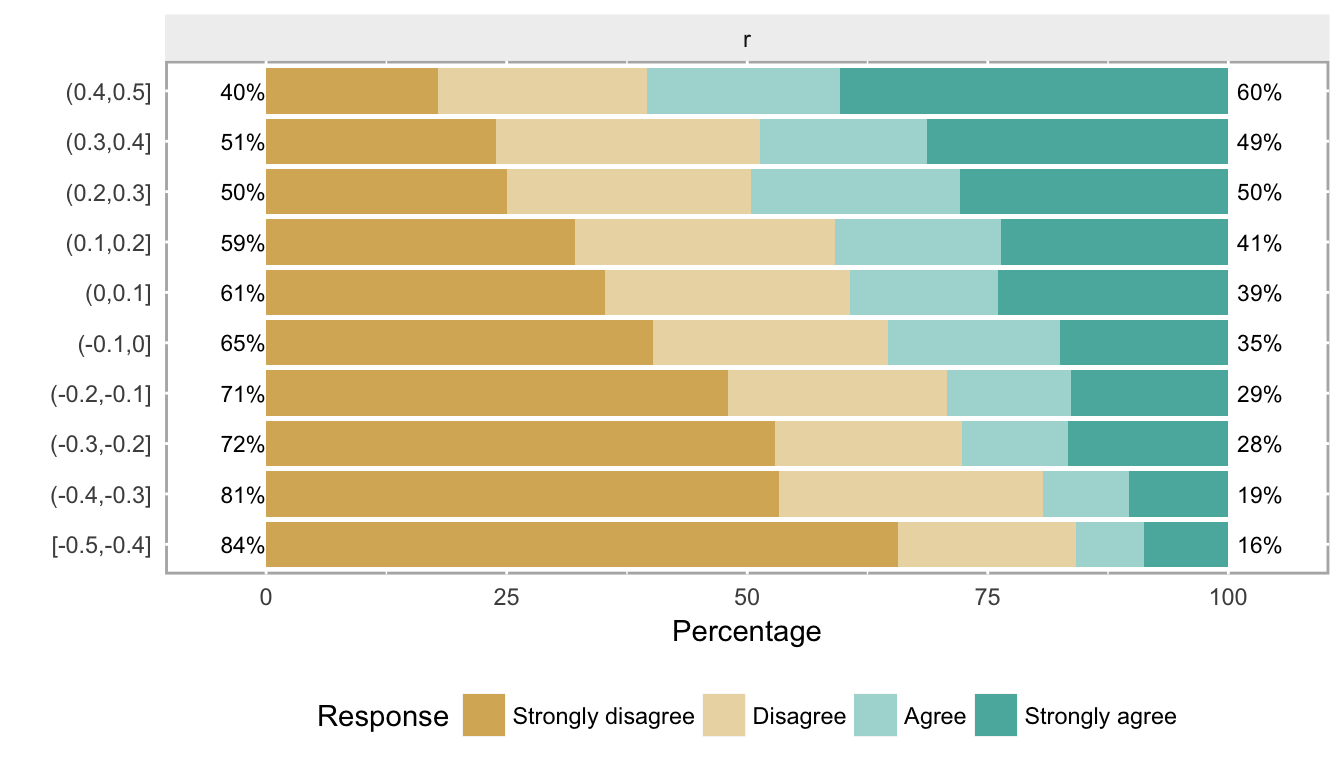 r
(0.4,0.5] 40% 60%
(0.3,0.4] 51% 49%
(0.2,0.3] 50% 50%
(0.1,0.2] 59% 41%
(0,0.1] 61% 39%
(-0.1,0] 65% 35%
(-0.2,-0.1] 71% 29%
(-0.3,-0.2] 72% 28%
(-0.4,-0.3] 81% 19%
[-0.5,-0.4] 84% 16%
0 25 50 75 100
Percentage
Response Strongly disagree Disagree Agree Strongly agree